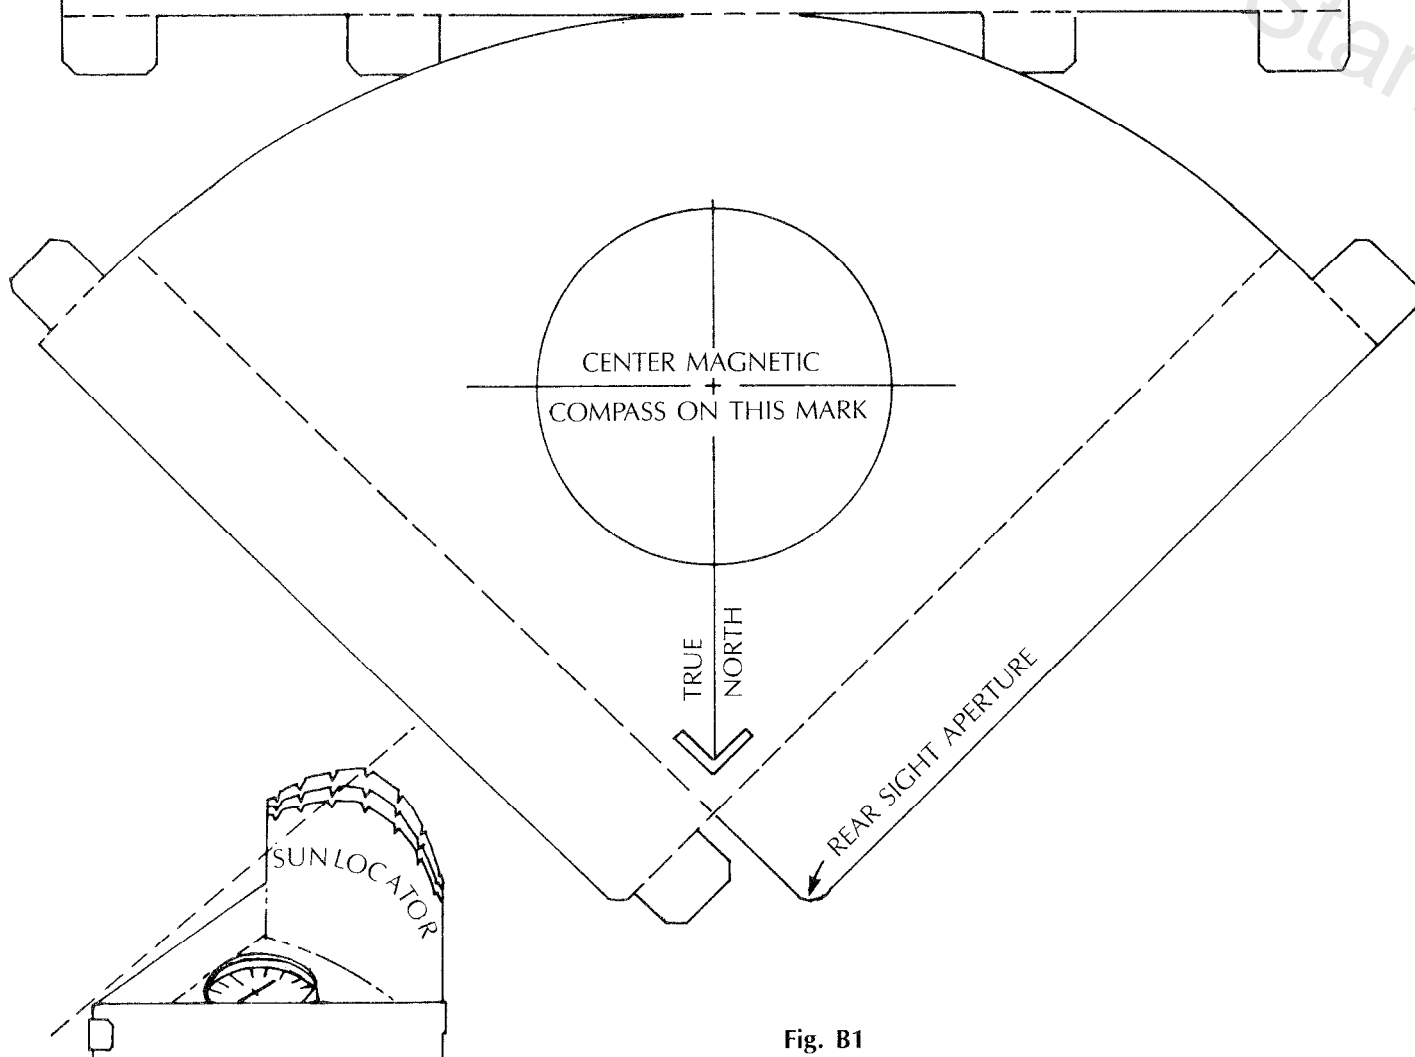 CENTER MAGNETIC
COMPASS ON THIS MARK
TRUE
NORTH
REAR SIGHT APERTURE
SUN LOCATOR
Fig. B1